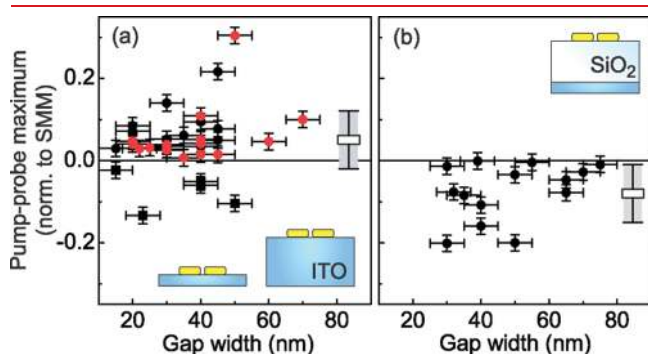 Pump-probe maximum
(norm. to SMM)
(a)
(b)
0.2
0.0
-0.2
SiO₂
ITO
20 40 60 80
20 40 60 80
Gap width (nm)
Gap width (nm)